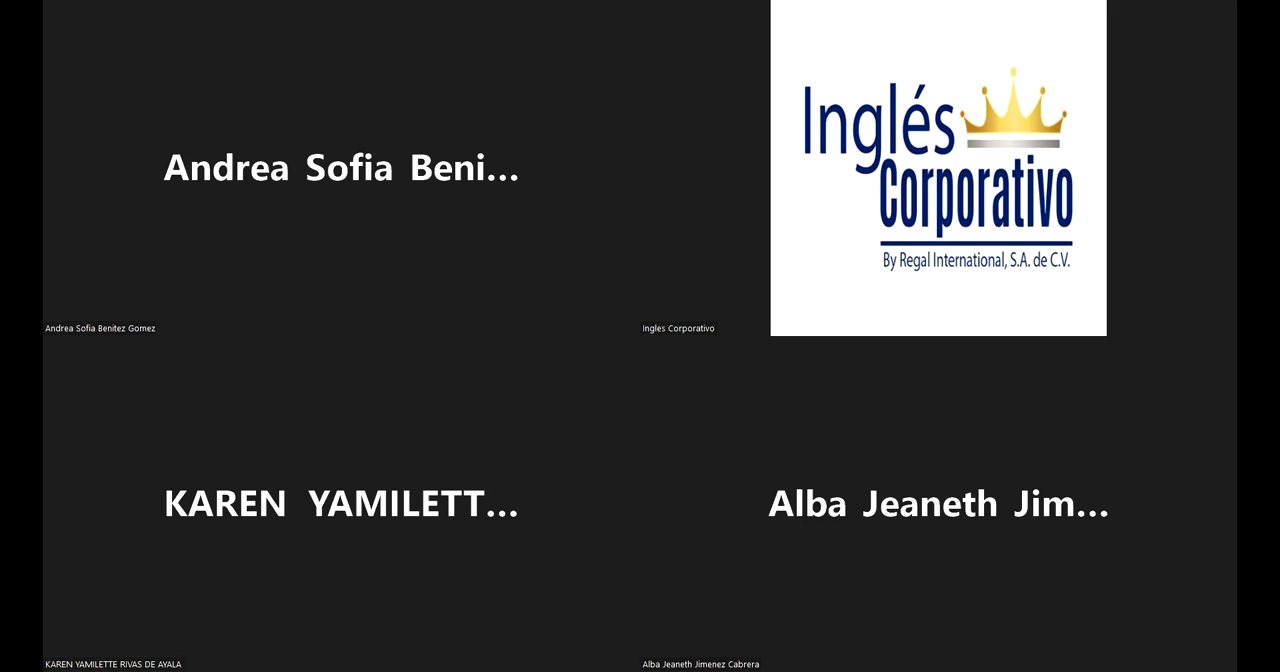 Andrea Sofia Beni...
Andrea Sofia Benitez Gomez
Inglés
Corporativo
By Regal International, S.A. de C.V.
Ingles Corporativo
KAREN YAMILETT...
KAREN YAMILETTE RIVAS DE AYALA
Alba Jeaneth Jim...
Alba Jeaneth Jimenez Cabrera